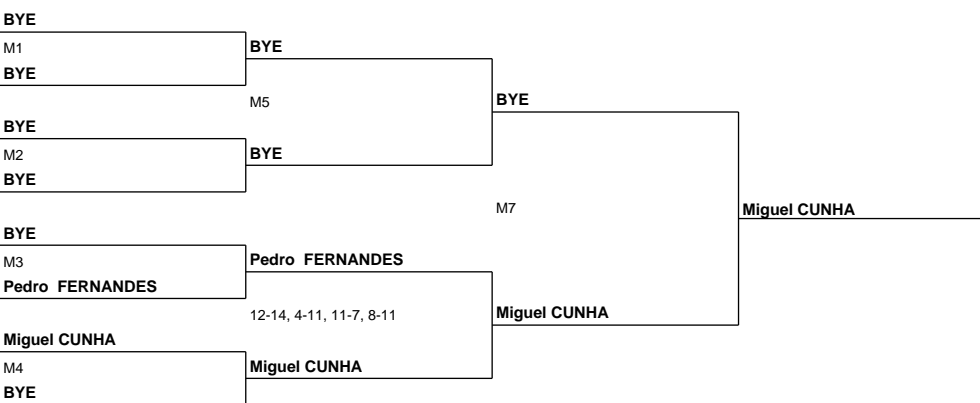 BYE
M1
BYE
BYE
M5
BYE
BYE
M2
BYE
BYE
M7
Miguel CUNHA
BYE
M3
Pedro FERNANDES
Pedro FERNANDES
12-14, 4-11, 11-7, 8-11
Miguel CUNHA
Miguel CUNHA
M4
Miguel CUNHA
BYE